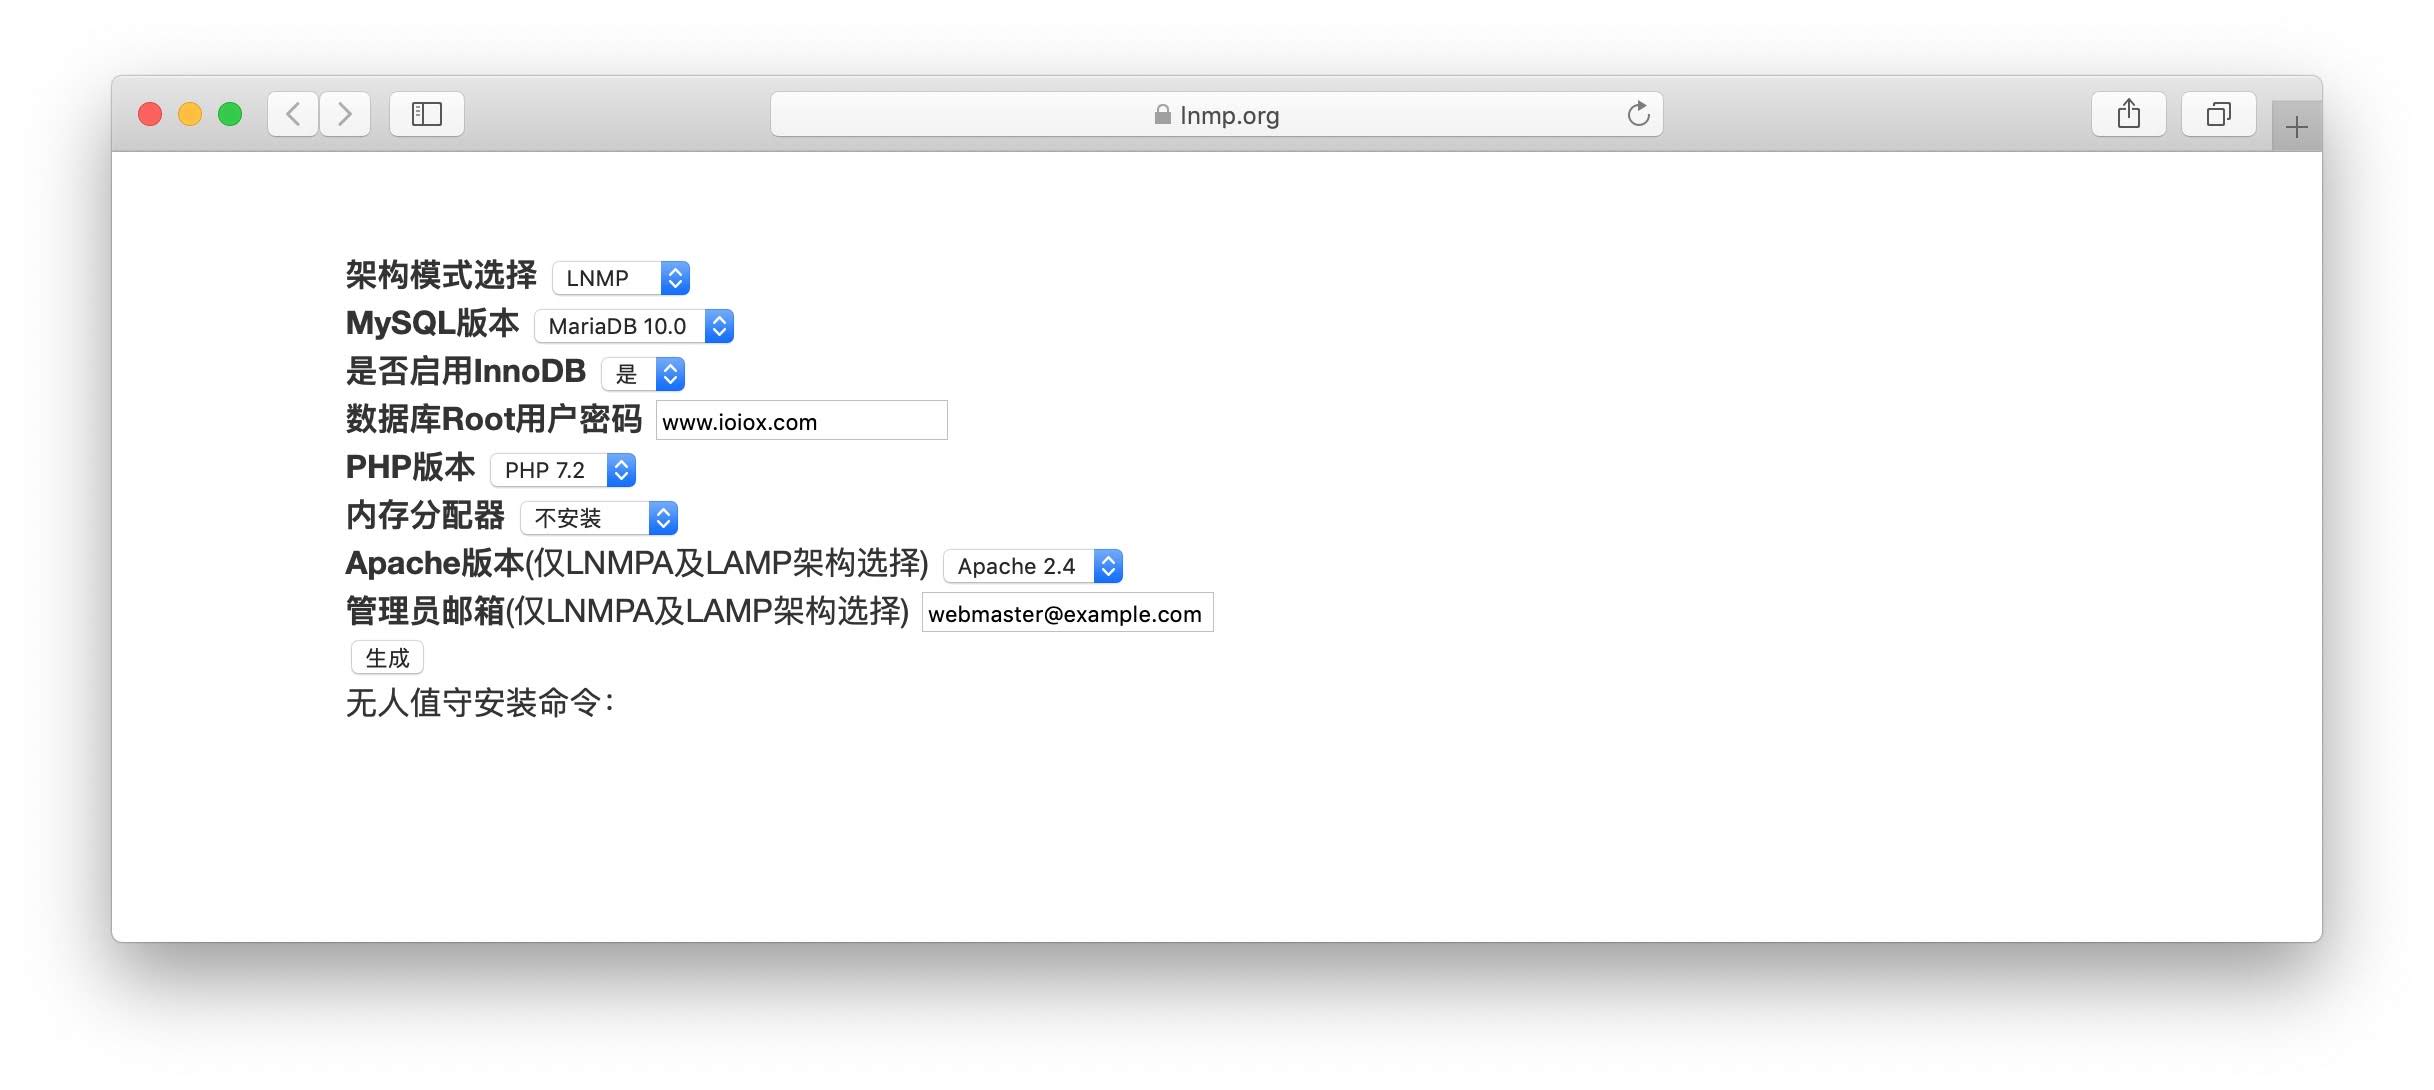 lnmp.org
架构模式选择 LNMP
MySQL版本 MariaDB 10.0
是否启用InnoDB 是
数据库Root用户密码 www.ioiox.com
PHP版本 PHP 7.2
内存分配器 不安装
Apache版本(仅LNMPA及LAMP架构选择) Apache 2.4
管理员邮箱(仅LNMPA及LAMP架构选择) webmaster@example.com
生成
无人值守安装命令：